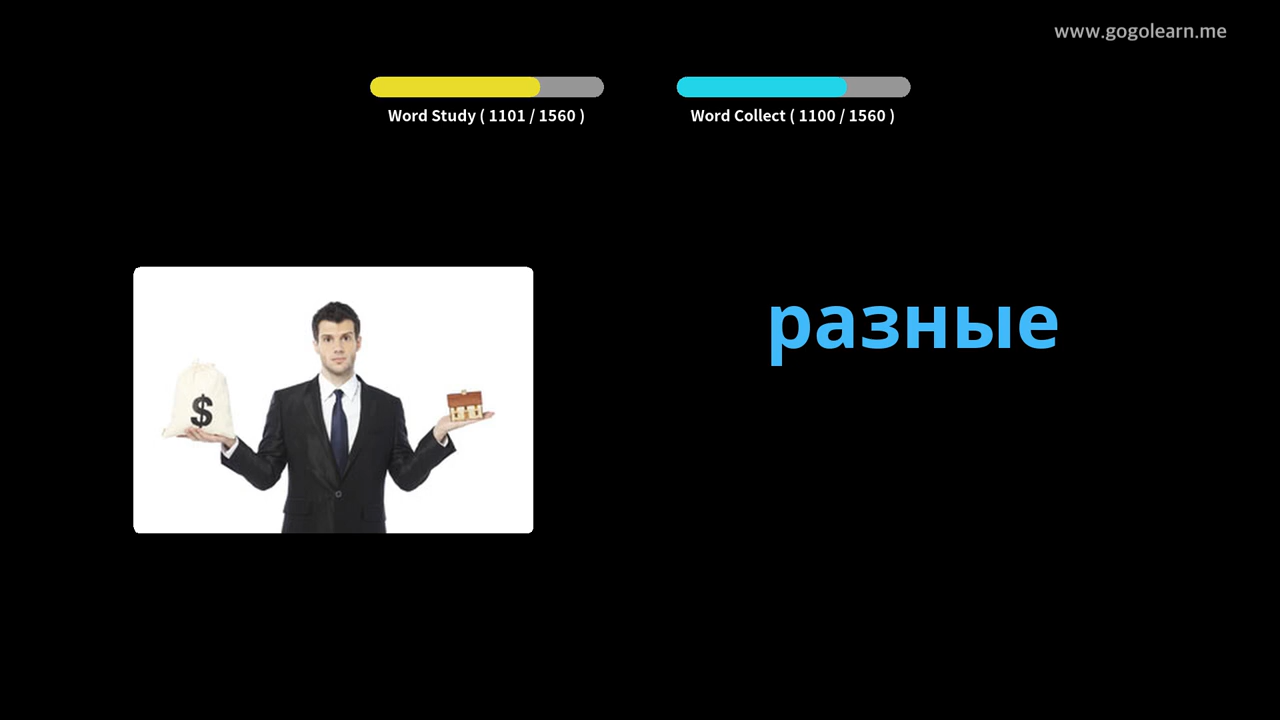 www.gogolearn.me
Word Study ( 1101 / 1560 )
Word Collect ( 1100 / 1560 )
$
разные